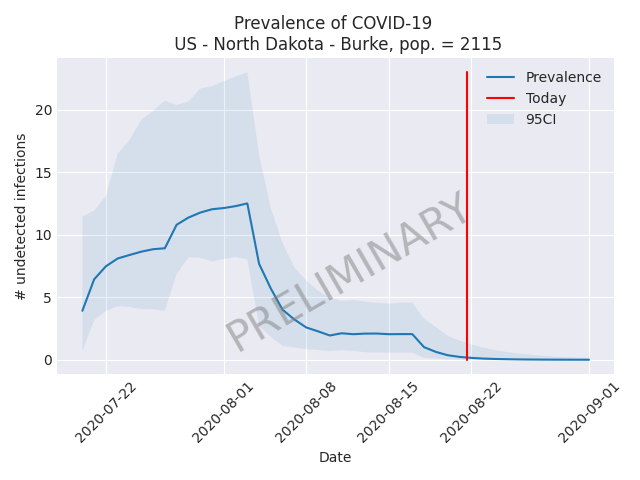 Prevalence of COVID-19
US - North Dakota - Burke, pop. = 2115
Prevalence
Today
95CI
PRELIMINARY
# undetected infections
20
15
10
5
0
2020-07-22
2020-08-01
2020-08-08
2020-08-15
2020-08-22
2020-09-01
Date